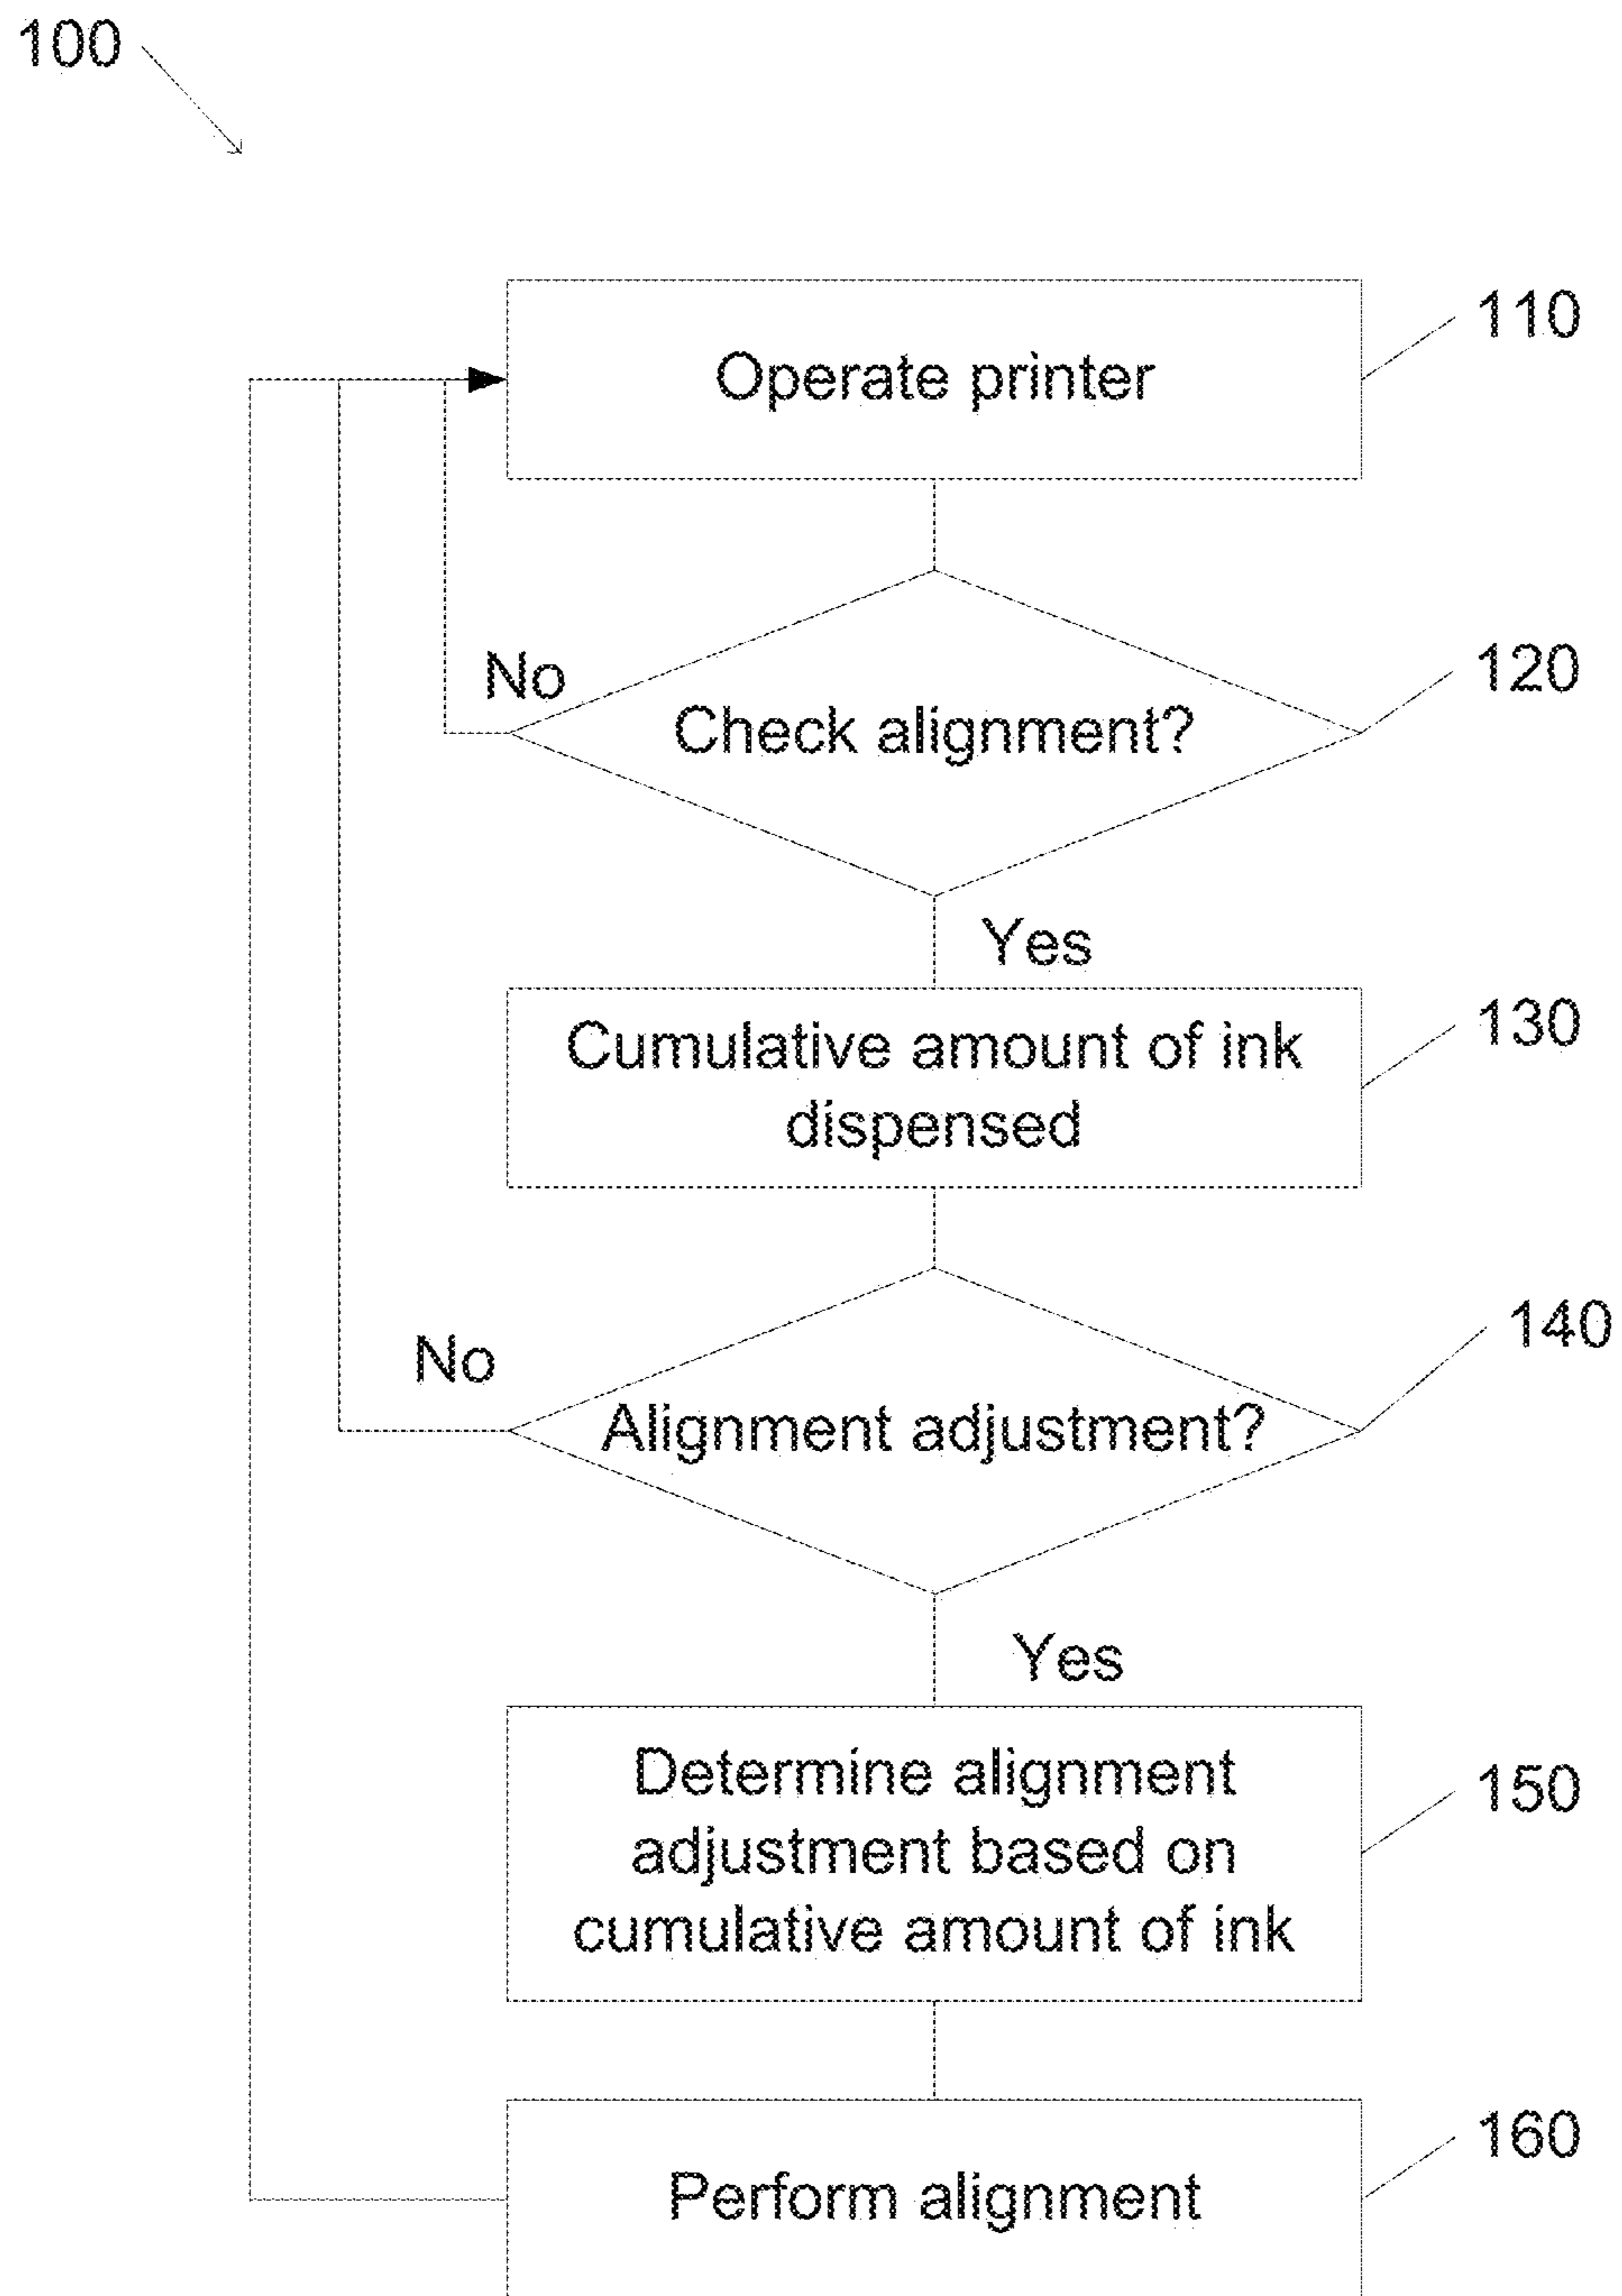 100
110
Operate printer
No
120
Check alignment?
Yes
130
Cumulative amount of ink
dispensed
140
No
Alignment adjustment?
Yes
Determine alignment
150
adjustment based on
cumulative amount of ink
160
Perform alignment